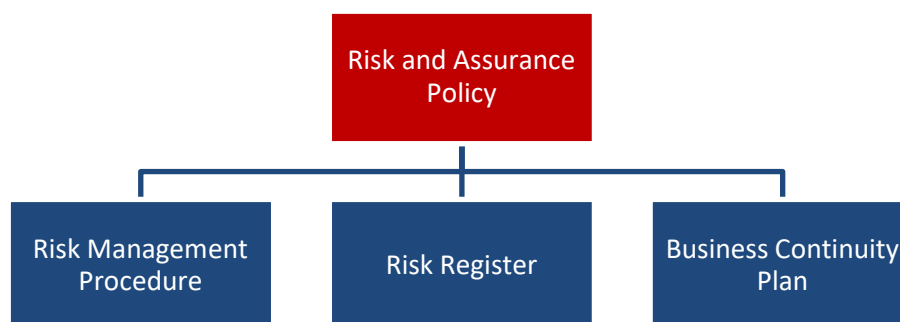 Risk and Assurance
Policy
Risk Management
Procedure
Risk Register
Business Continuity
Plan